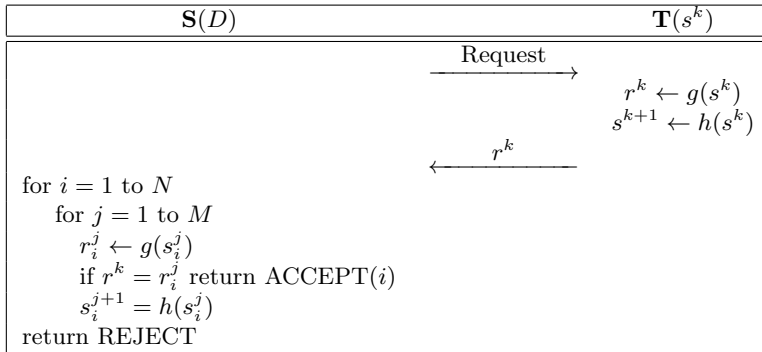 S(D) T(s^k)
Request
r^k ← g(s^k)
s^{k+1} ← h(s^k)
r^k
for i = 1 to N
for j = 1 to M
r_i^j ← g(s_i^j)
if r^k = r_i^j return ACCEPT(i)
s_i^{j+1} = h(s_i^j)
return REJECT